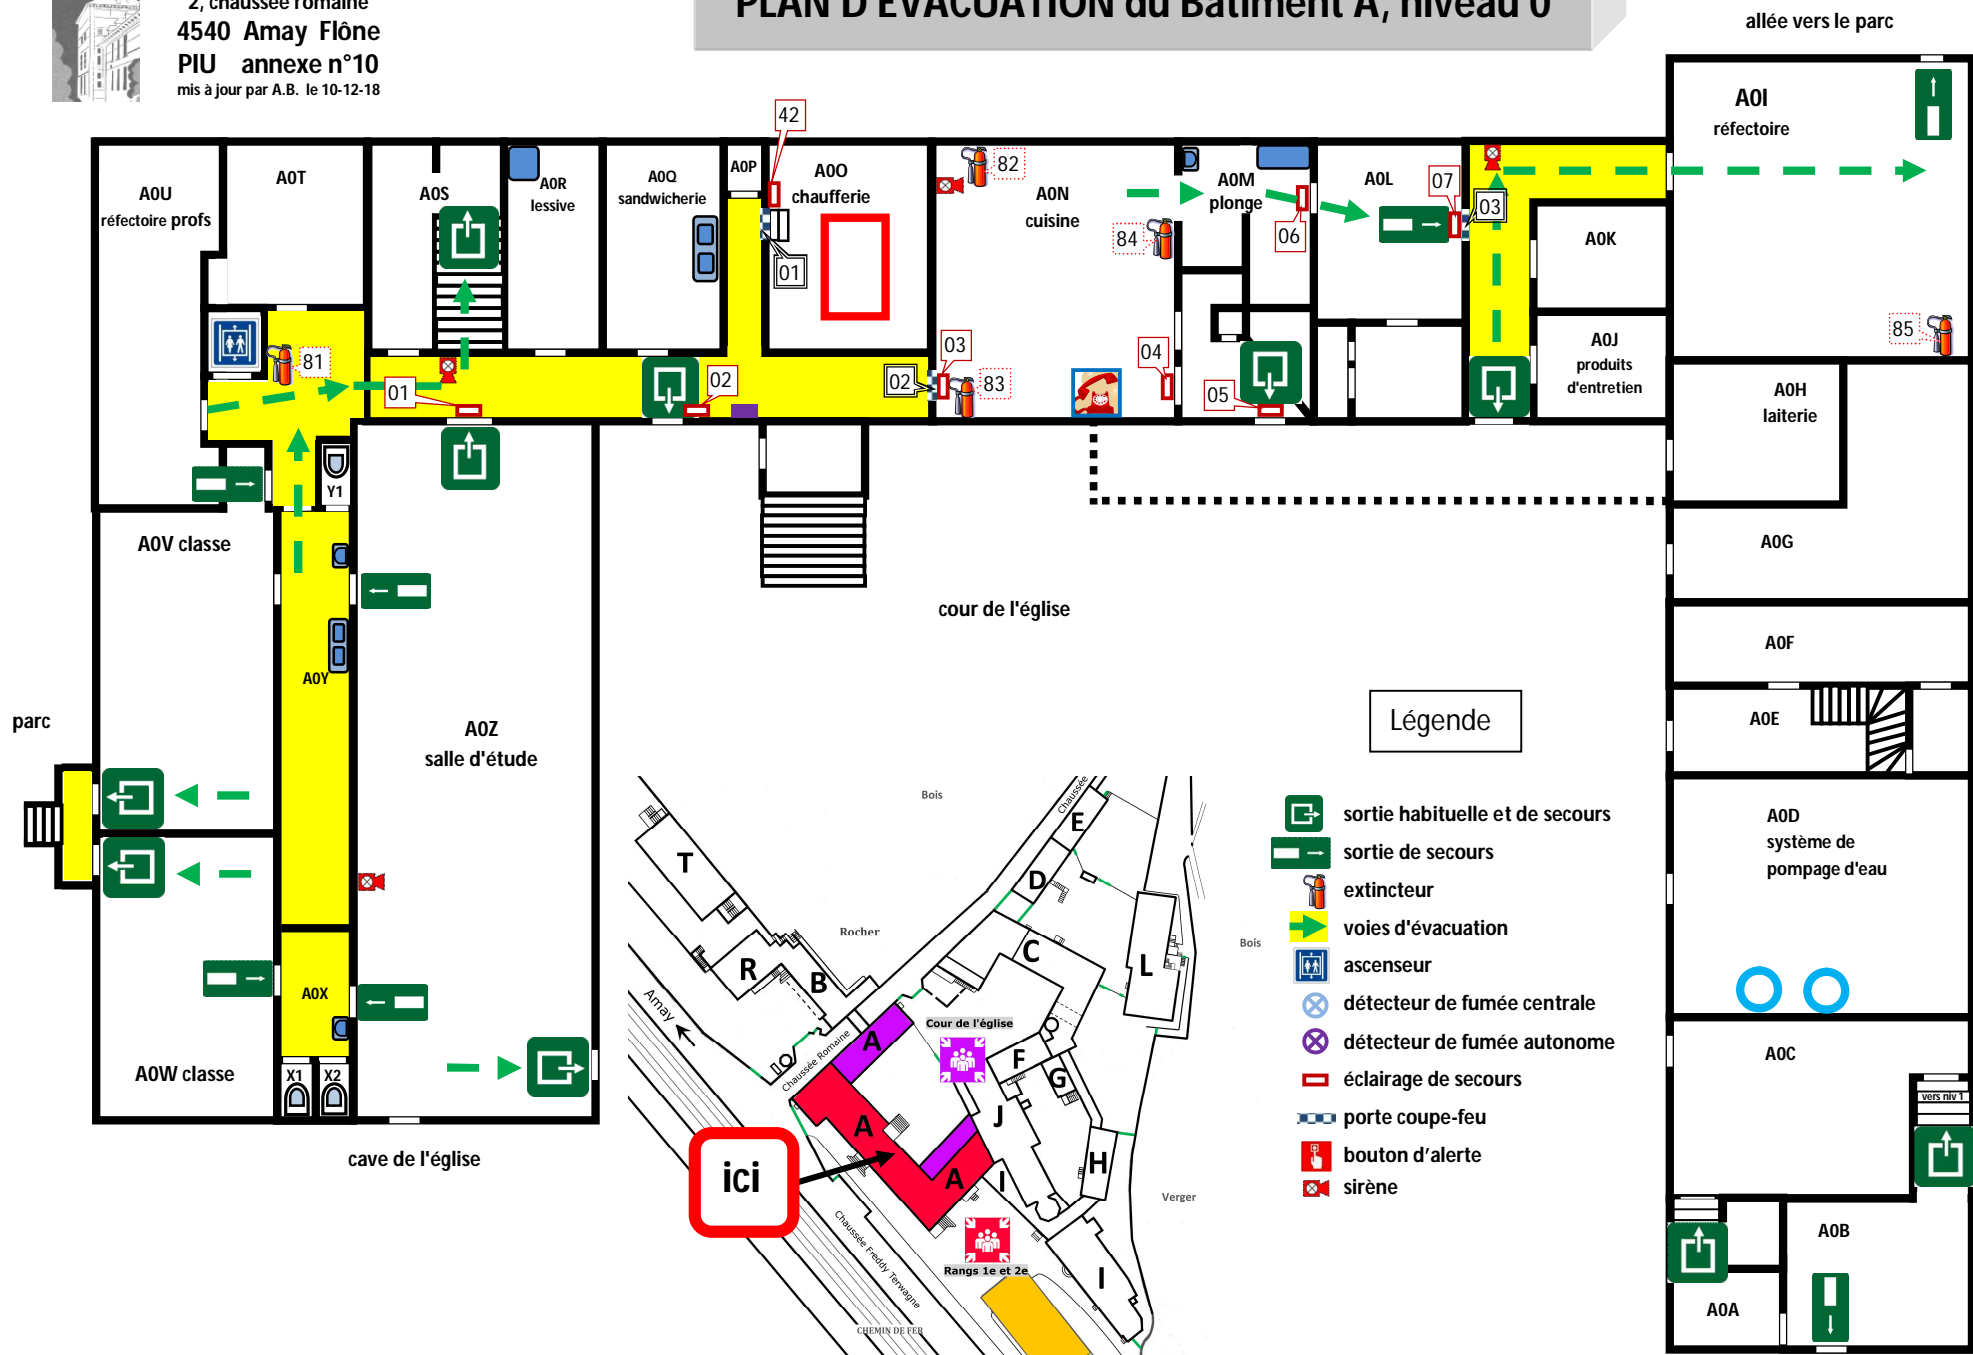 2, chaussée romaine
4540 Amay Flône
PIU annexe n°10
mis à jour par A.B. le 10-12-18
PLAN D'EVACUATION du Bâtiment A, niveau 0
allée vers le parc
A0U
réfectoire profs
A0T
A0S
A0R
lessive
A0Q
sandwicherie
A0P
42
A0O
chaufferie
01
82
A0N
cuisine
84
A0M
plonge
06
A0L
07
03
A0K
A0I
réfectoire
85
A0J
produits
d'entretien
81
01
02
02
03
83
04
05
A0H
laiterie
Y1
A0V classe
A0G
cour de l'église
A0F
A0Y
A0E
parc
A0Z
salle d'étude
A0D
système de
pompage d'eau
A0X
A0W classe
X1
X2
cave de l'église
A0C
vers niv 1
A0B
A0A
Légende
sortie habituelle et de secours
sortie de secours
extincteur
voies d'évacuation
ascenseur
détecteur de fumée centrale
détecteur de fumée autonome
éclairage de secours
porte coupe-feu
bouton d'alerte
sirène
Bois
Chaussée
E
T
D
Rocher
C
L
Bois
R
B
Amay
Cour de l'église
A
Chaussée Romaine
F
G
J
A
ici
A
I
H
Verger
Chaussée Freddy Terwagne
Rangs 1e et 2e
I
CHEMIN DE FER